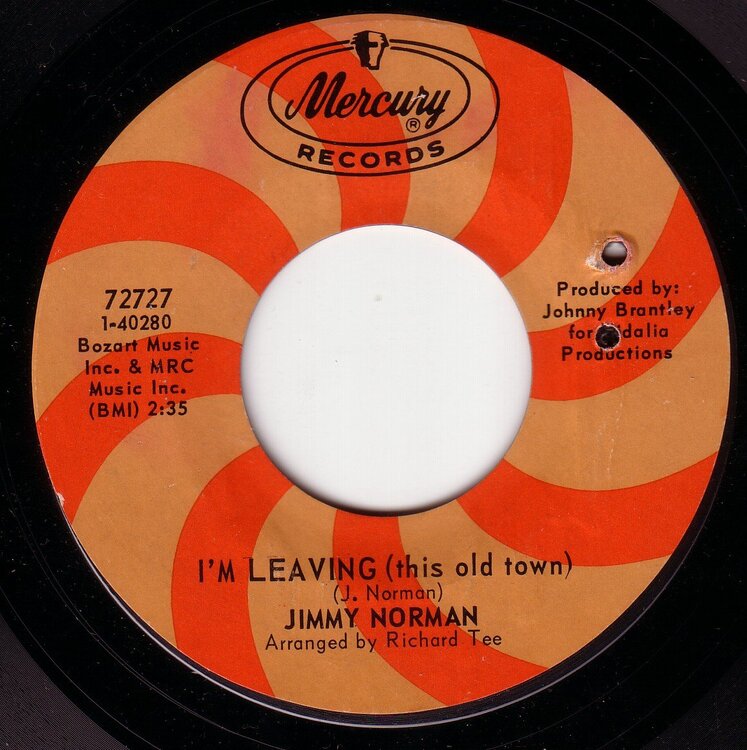 Mercury
®
RECORDS
72727
1-40280
Bozart Music
Inc. & MRC
Music Inc.
(BMI) 2:35
Produced by:
Johnny Brantley
for
Productions
I'M LEAVING (this old town)
(J. Norman)
JIMMY NORMAN
Arranged by Richard Tee